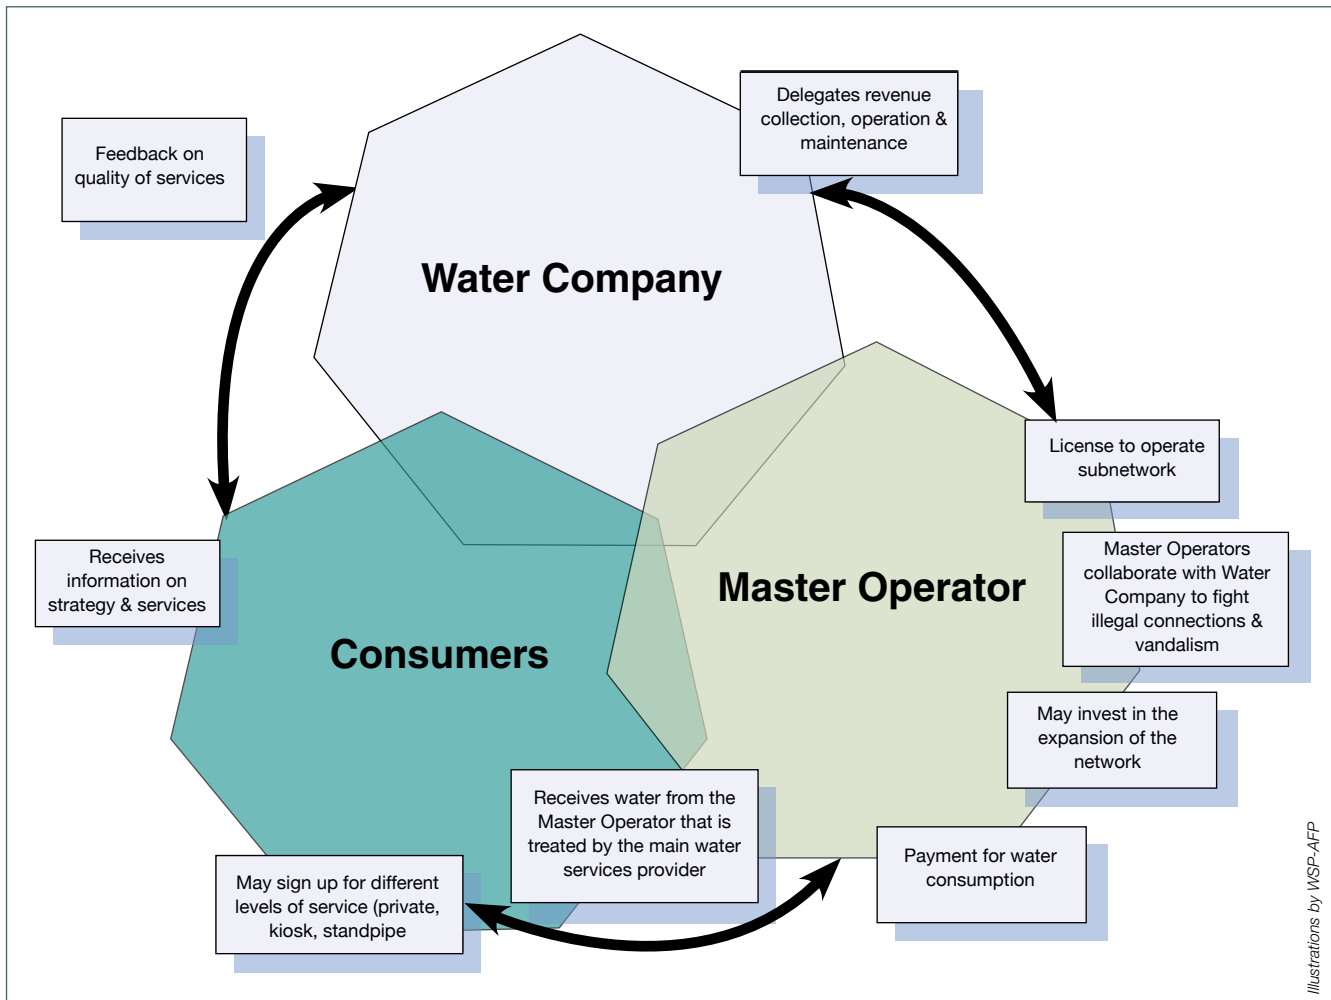 Delegates revenue
collection, operation &
maintenance
Feedback on
quality of services
Water Company
License to operate
subnetwork
Receives
information on
strategy & services
Master Operators
collaborate with Water
Company to fight
illegal connections &
vandalism
Master Operator
Consumers
May invest in the
expansion of the
network
Receives water from the
Master Operator that is
treated by the main water
services provider
Payment for water
consumption
May sign up for different
levels of service (private,
kiosk, standpipe
Illustrations by WSP-AFP